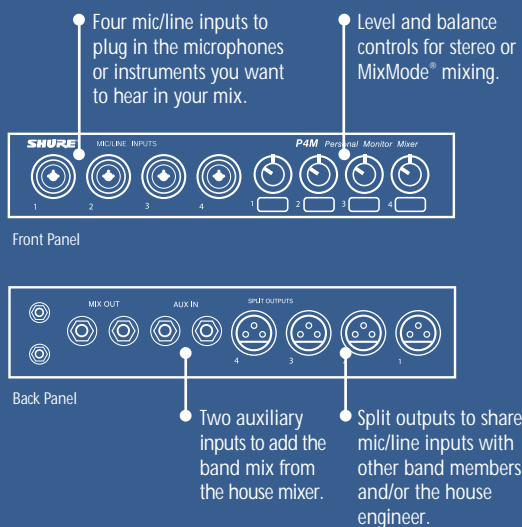 Four mic/line inputs to
plug in the microphones
or instruments you want
to hear in your mix.
Level and balance
controls for stereo or
MixMode® mixing.
SHURE MIC/LINE INPUTS P4M Personal Monitor Mixer
1 2 3 4 1 2 3 4
Front Panel
MIX OUT AUX IN SPLIT OUTPUTS
4 3 1
Back Panel
Two auxiliary
inputs to add the
band mix from
the house mixer.
Split outputs to share
mic/line inputs with
other band members
and/or the house
engineer.